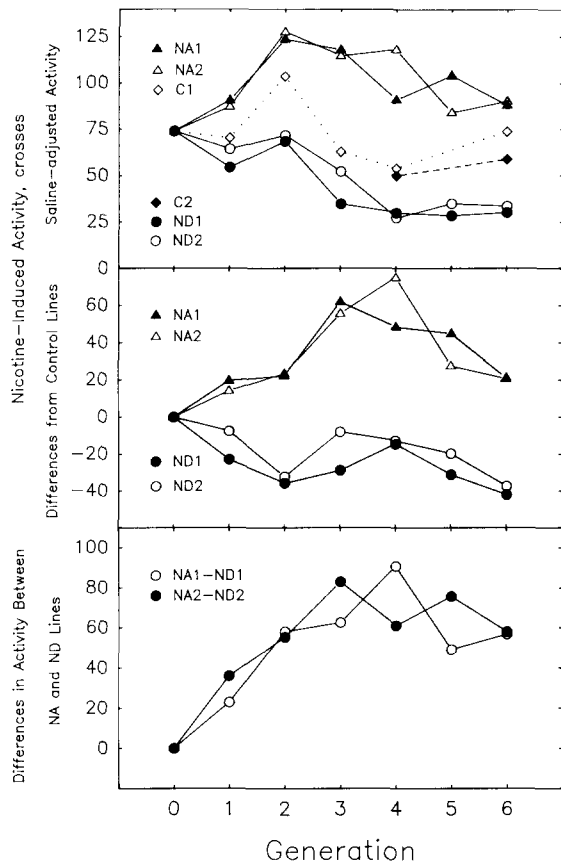 Nicotine-Induced Activity, crosses
Saline-adjusted Activity
125
100
75
50
25
0
NA1
NA2
C1
C2
ND1
ND2
Differences from Control Lines
60
40
20
0
-20
-40
NA1
NA2
ND1
ND2
Differences in Activity Between
NA and ND Lines
100
80
60
40
20
0
NA1-ND1
NA2-ND2
0 1 2 3 4 5 6
Generation